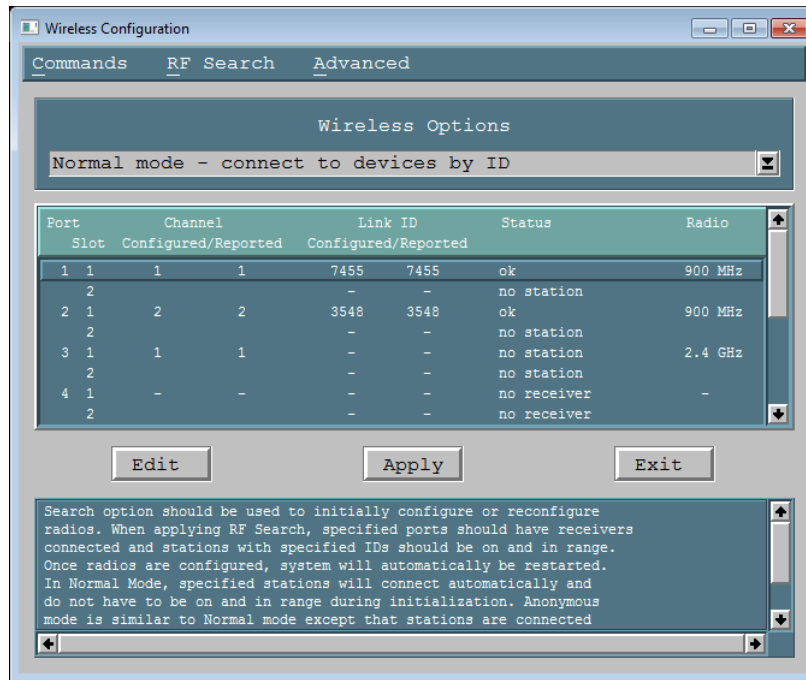 Wireless Configuration
Commands RF Search Advanced
Wireless Options
Normal mode - connect to devices by ID
Port Channel Link ID Status Radio
Slot Configured/Reported Configured/Reported
1 1 1 1 7455 7455 ok 900 MHz
2 - - no station
2 1 2 2 3548 3548 ok 900 MHz
2 - - no station
3 1 1 1 - - no station 2.4 GHz
2 - - no station
4 1 - - - - no receiver -
2 - - no receiver
Edit Apply Exit
Search option should be used to initially configure or reconfigure
radios. When applying RF Search, specified ports should have receivers
connected and stations with specified IDs should be on and in range.
Once radios are configured, system will automatically be restarted.
In Normal Mode, specified stations will connect automatically and
do not have to be on and in range during initialization. Anonymous
mode is similar to Normal mode except that stations are connected